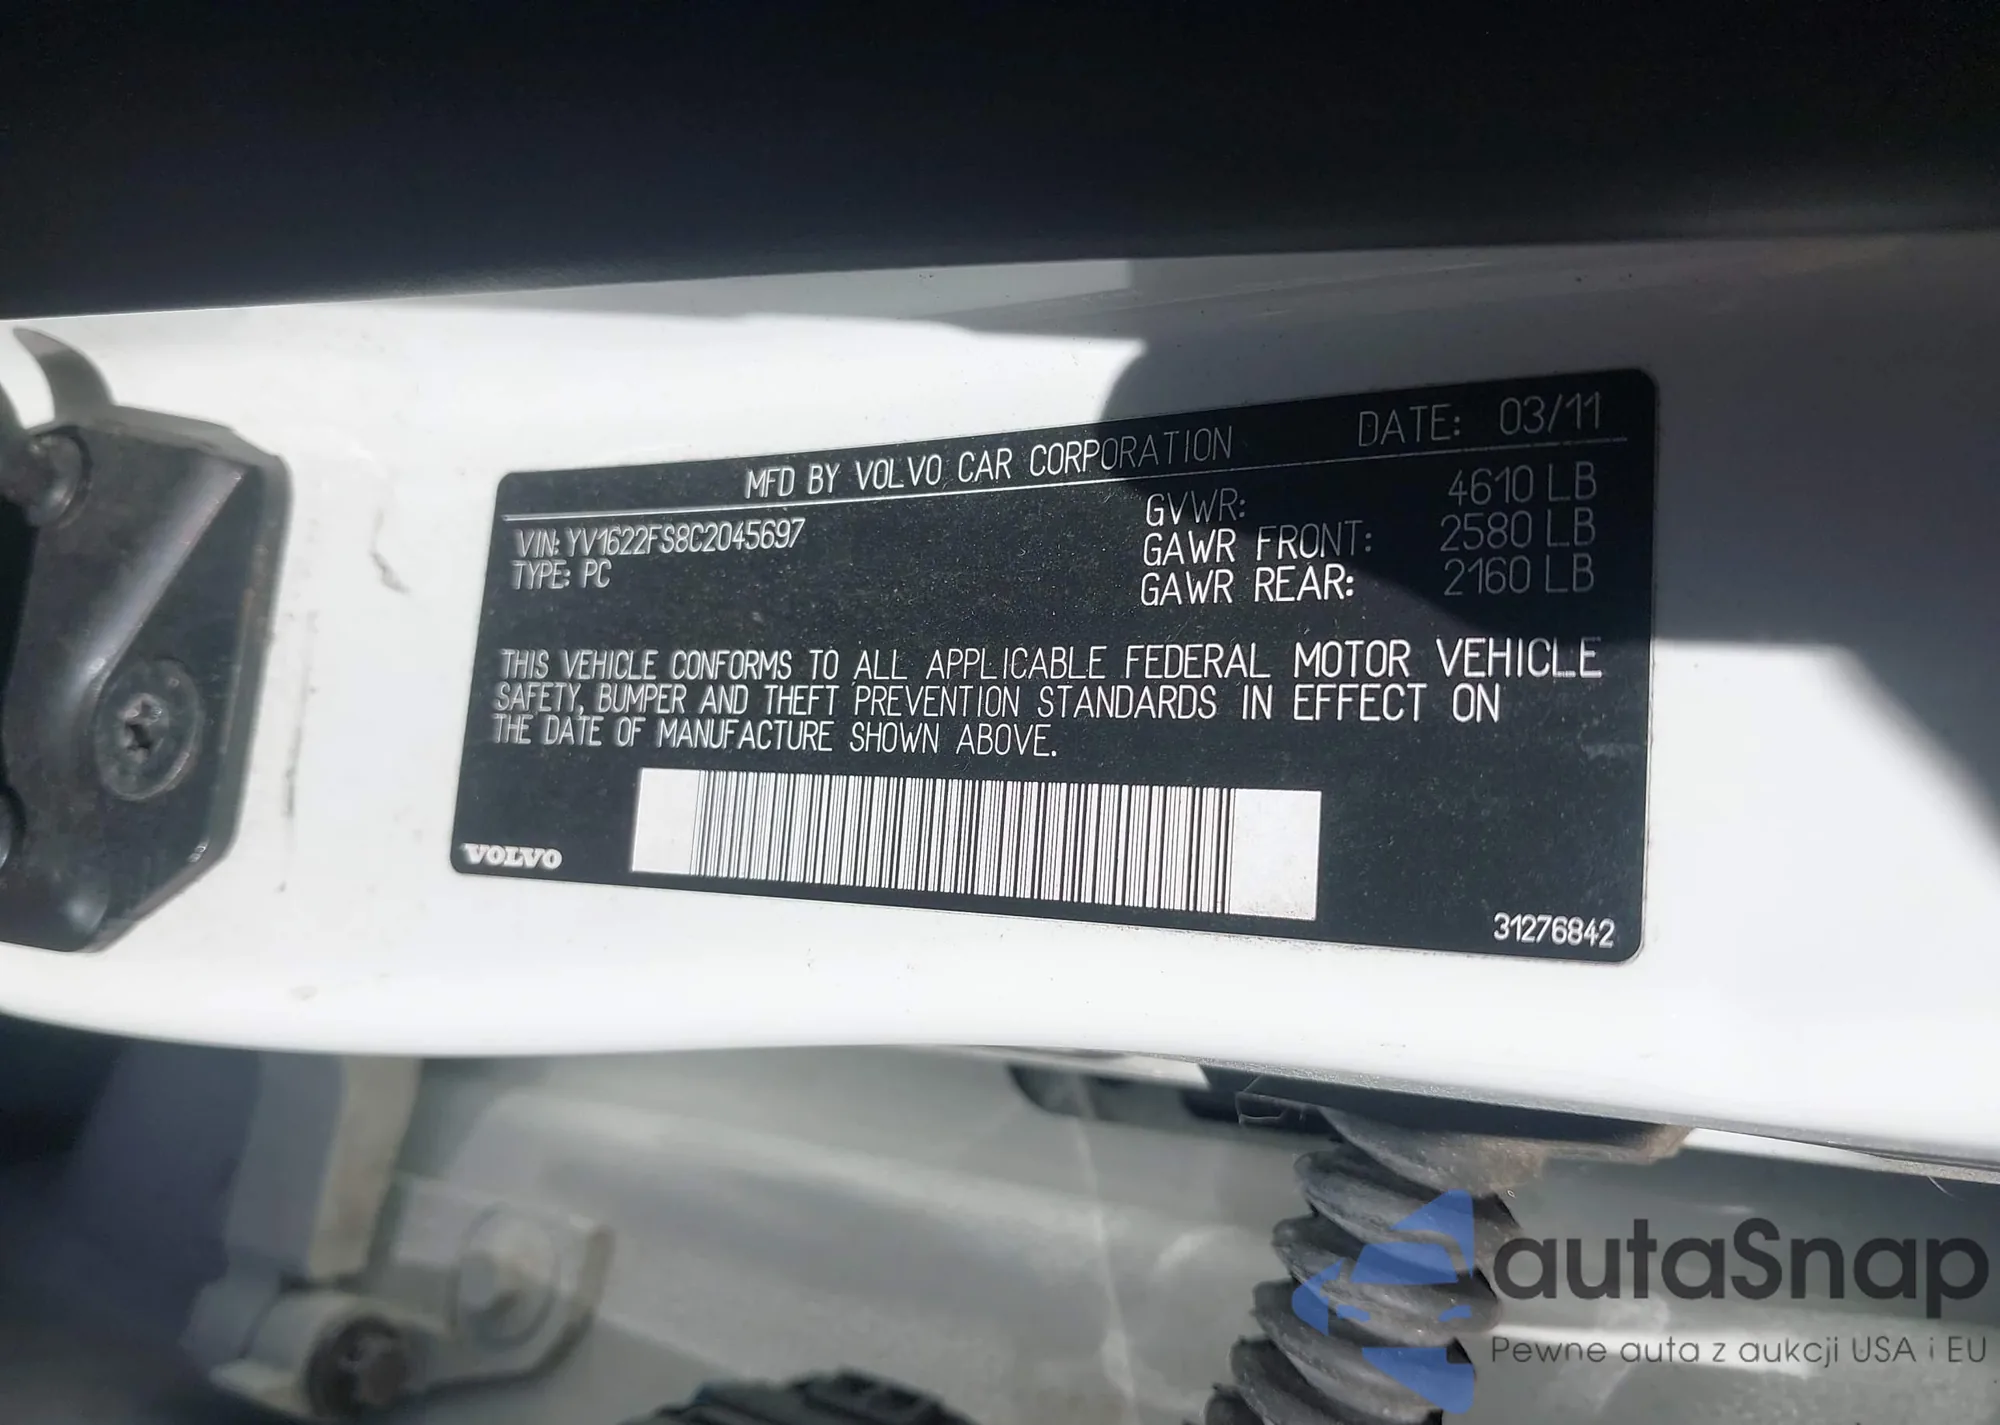 MFD BY VOLVO CAR CORPORATION DATE: 03/11
VIN: YV1622FS8C2045697
TYPE: PC
GVWR: 4610 LB
GAWR FRONT: 2580 LB
GAWR REAR: 2160 LB
THIS VEHICLE CONFORMS TO ALL APPLICABLE FEDERAL MOTOR VEHICLE
SAFETY, BUMPER AND THEFT PREVENTION STANDARDS IN EFFECT ON
THE DATE OF MANUFACTURE SHOWN ABOVE.
VOLVO
31276842
autaSnap
Pewne auta z aukcji USA i EU